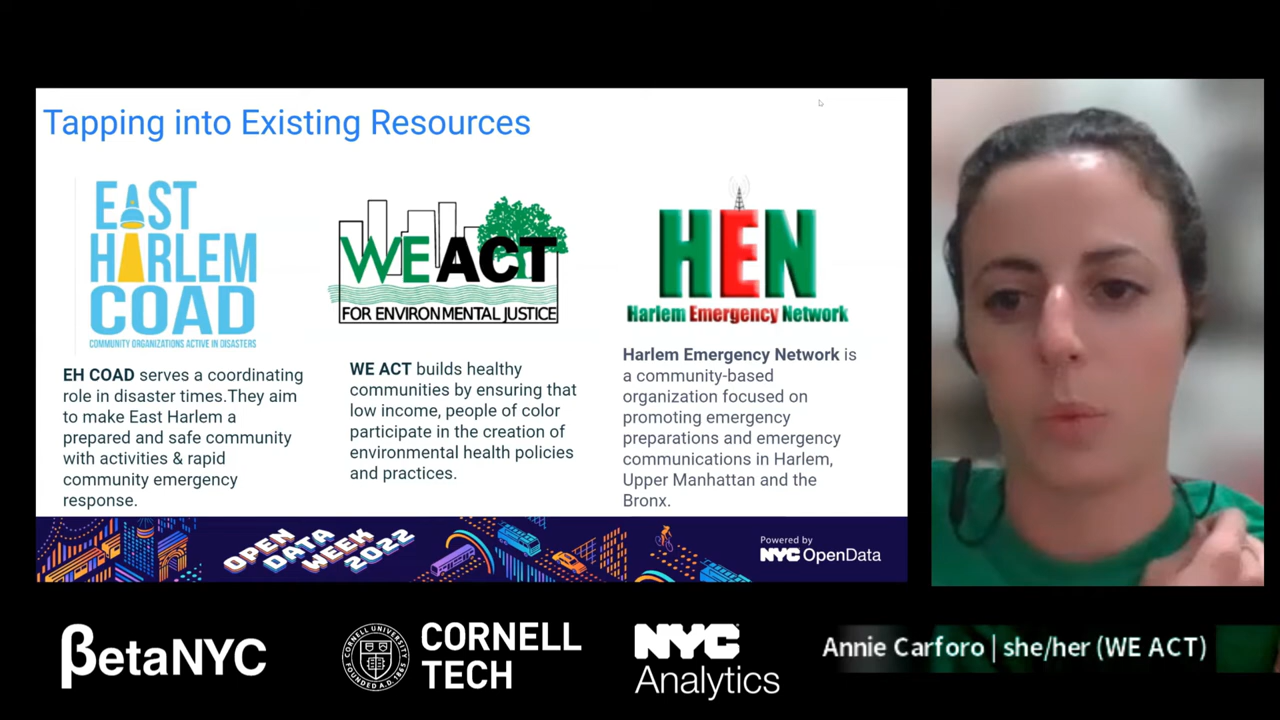 Tapping into Existing Resources
EAST
HARLEM
COAD
COMMUNITY ORGANIZATIONS ACTIVE IN DISASTERS
EH COAD serves a coordinating
role in disaster times.They aim
to make East Harlem a
prepared and safe community
with activities & rapid
community emergency
response.
WE ACT
FOR ENVIRONMENTAL JUSTICE
WE ACT builds healthy
communities by ensuring that
low income, people of color
participate in the creation of
environmental health policies
and practices.
HEN
Harlem Emergency Network
Harlem Emergency Network is
a community-based
organization focused on
promoting emergency
preparations and emergency
communications in Harlem,
Upper Manhattan and the
Bronx.
OPEN
DATA
WEEK
2022
Powered by
NYC OpenData
βetaNYC
CORNELL UNIVERSITY
FOUNDED A.D. 1865
CORNELL
TECH
NYC
Analytics
Annie Carforo | she/her (WE ACT)